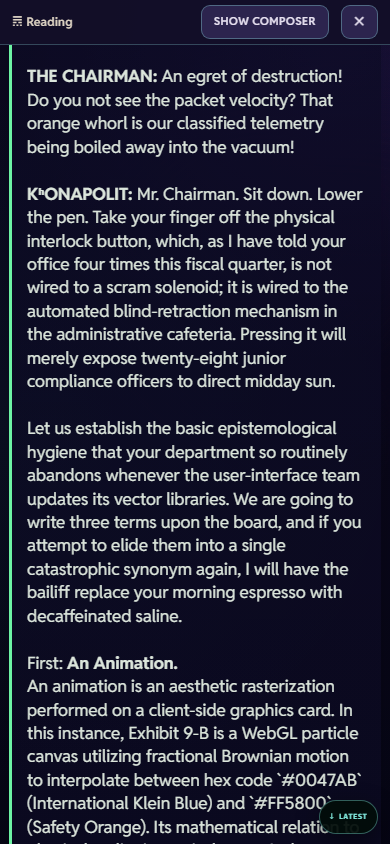 Reading
SHOW COMPOSER
×
THE CHAIRMAN: An egret of destruction!
Do you not see the packet velocity? That
orange whorl is our classified telemetry
being boiled away into the vacuum!
KʰONAPOLIT: Mr. Chairman. Sit down. Lower
the pen. Take your finger off the physical
interlock button, which, as I have told your
office four times this fiscal quarter, is not
wired to a scram solenoid; it is wired to the
automated blind-retraction mechanism in
the administrative cafeteria. Pressing it will
merely expose twenty-eight junior
compliance officers to direct midday sun.
Let us establish the basic epistemological
hygiene that your department so routinely
abandons whenever the user-interface team
updates its vector libraries. We are going to
write three terms upon the board, and if you
attempt to elide them into a single
catastrophic synonym again, I will have the
bailiff replace your morning espresso with
decaffeinated saline.
First: An Animation.
An animation is an aesthetic rasterization
performed on a client-side graphics card. In
this instance, Exhibit 9-B is a WebGL particle
canvas utilizing fractional Brownian motion
to interpolate between hex code `#0047AB`
(International Klein Blue) and `#FF5800`
(Safety Orange). Its mathematical relation to
↓ LATEST